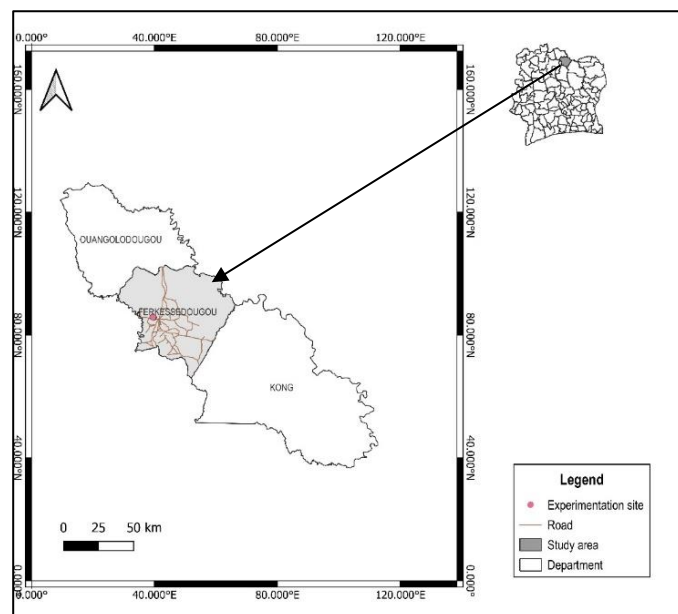 0.000°
40.000°N
80.000°N
120.000°N
160.000°N
120.000°N
80.000°N
40.000°N
0.000°N
160.000°N
120.000°N
80.000°N
40.000°N
0.000°
OUANGOLODOUGOU
FERKESSEDOUGOU
KONG
0 25 50 km
0.000°
40.000°N
80.000°N
120.000°N
Legend
Experimentation site
Road
Study area
Department